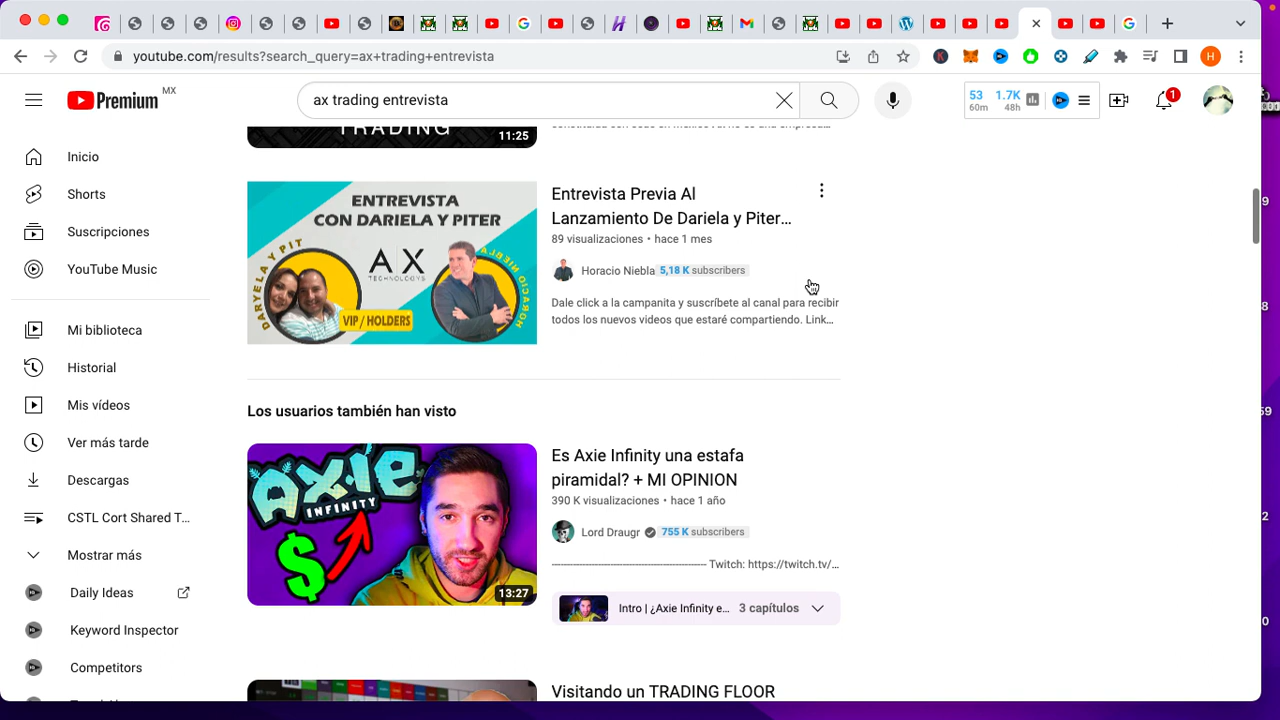 youtube.com/results?search_query=ax+trading+entrevista
Premium MX
ax trading entrevista
53
60m
1.7K
48h
1
TRADING
11:25
Inicio
Shorts
Suscripciones
YouTube Music
Mi biblioteca
Historial
Mis vídeos
Ver más tarde
Descargas
CSTL Cort Shared T...
Mostrar más
Daily Ideas
Keyword Inspector
Competitors
ENTREVISTA
CON DARIELA Y PITER
DARYELA Y PIT
AX
TECHNOLOGYS
VIP / HOLDERS
HORACIO NIEBLA
Entrevista Previa Al
Lanzamiento De Dariela y Piter...
89 visualizaciones • hace 1 mes
Horacio Niebla 5,18 K subscribers
Dale click a la campanita y suscríbete al canal para recibir
todos los nuevos videos que estaré compartiendo. Link...
Los usuarios también han visto
AXIE
INFINITY
$
13:27
Es Axie Infinity una estafa
piramidal? + MI OPINION
390 K visualizaciones • hace 1 año
Lord Draugr 755 K subscribers
Twitch: https://twitch.tv/...
Intro | ¿Axie Infinity e... 3 capítulos
Visitando un TRADING FLOOR